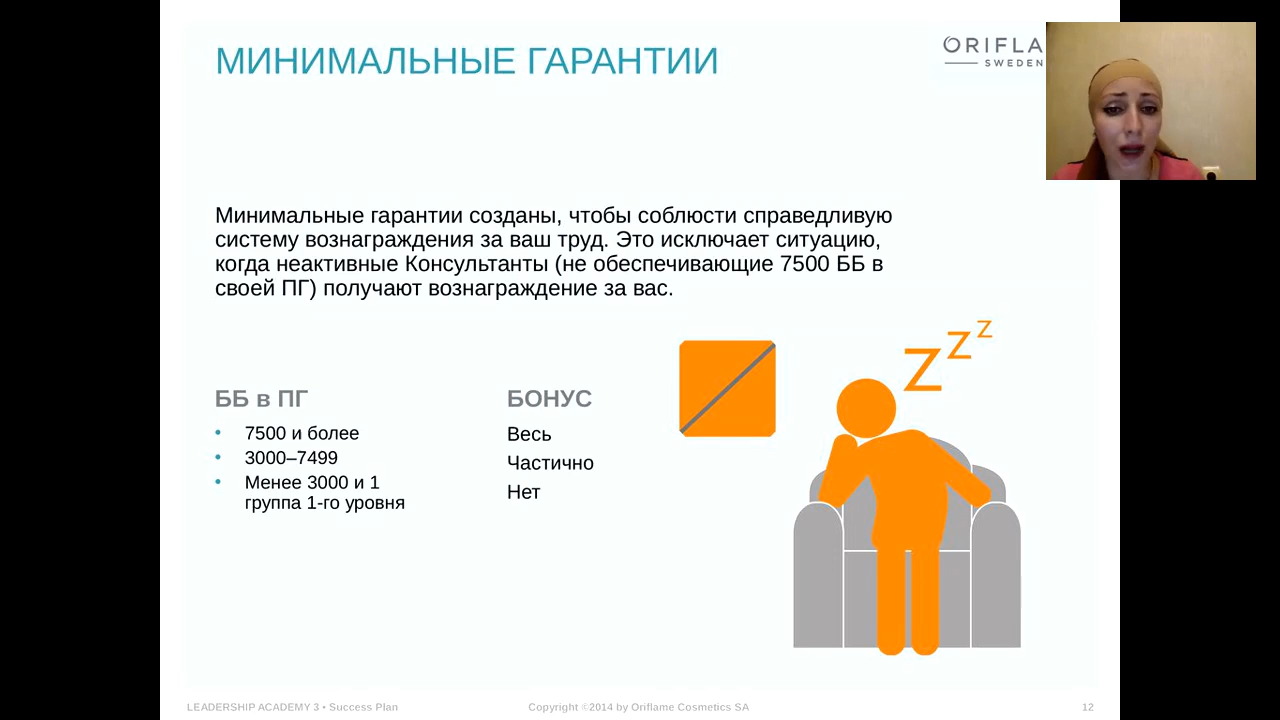 МИНИМАЛЬНЫЕ ГАРАНТИИ
ORIFLA
SWEDEN
Минимальные гарантии созданы, чтобы соблюсти справедливую
систему вознаграждения за ваш труд. Это исключает ситуацию,
когда неактивные Консультанты (не обеспечивающие 7500 ББ в
своей ПГ) получают вознаграждение за вас.
z
z
z
ББ в ПГ
• 7500 и более
• 3000–7499
• Менее 3000 и 1
группа 1-го уровня
БОНУС
Весь
Частично
Нет
LEADERSHIP ACADEMY 3 • Success Plan
Copyright ©2014 by Oriflame Cosmetics SA
12